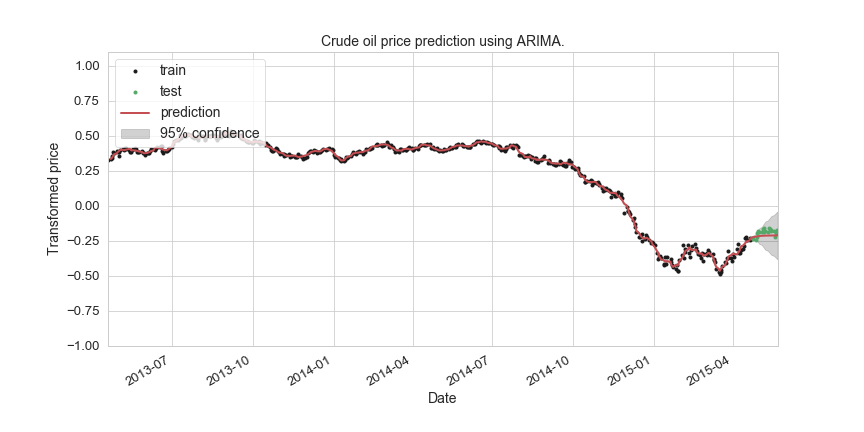 Crude oil price prediction using ARIMA.
1.00
0.75
0.50
0.25
0.00
−0.25
−0.50
−0.75
−1.00
Transformed price
train
test
prediction
95% confidence
2013-07
2013-10
2014-01
2014-04
2014-07
2014-10
2015-01
2015-04
Date